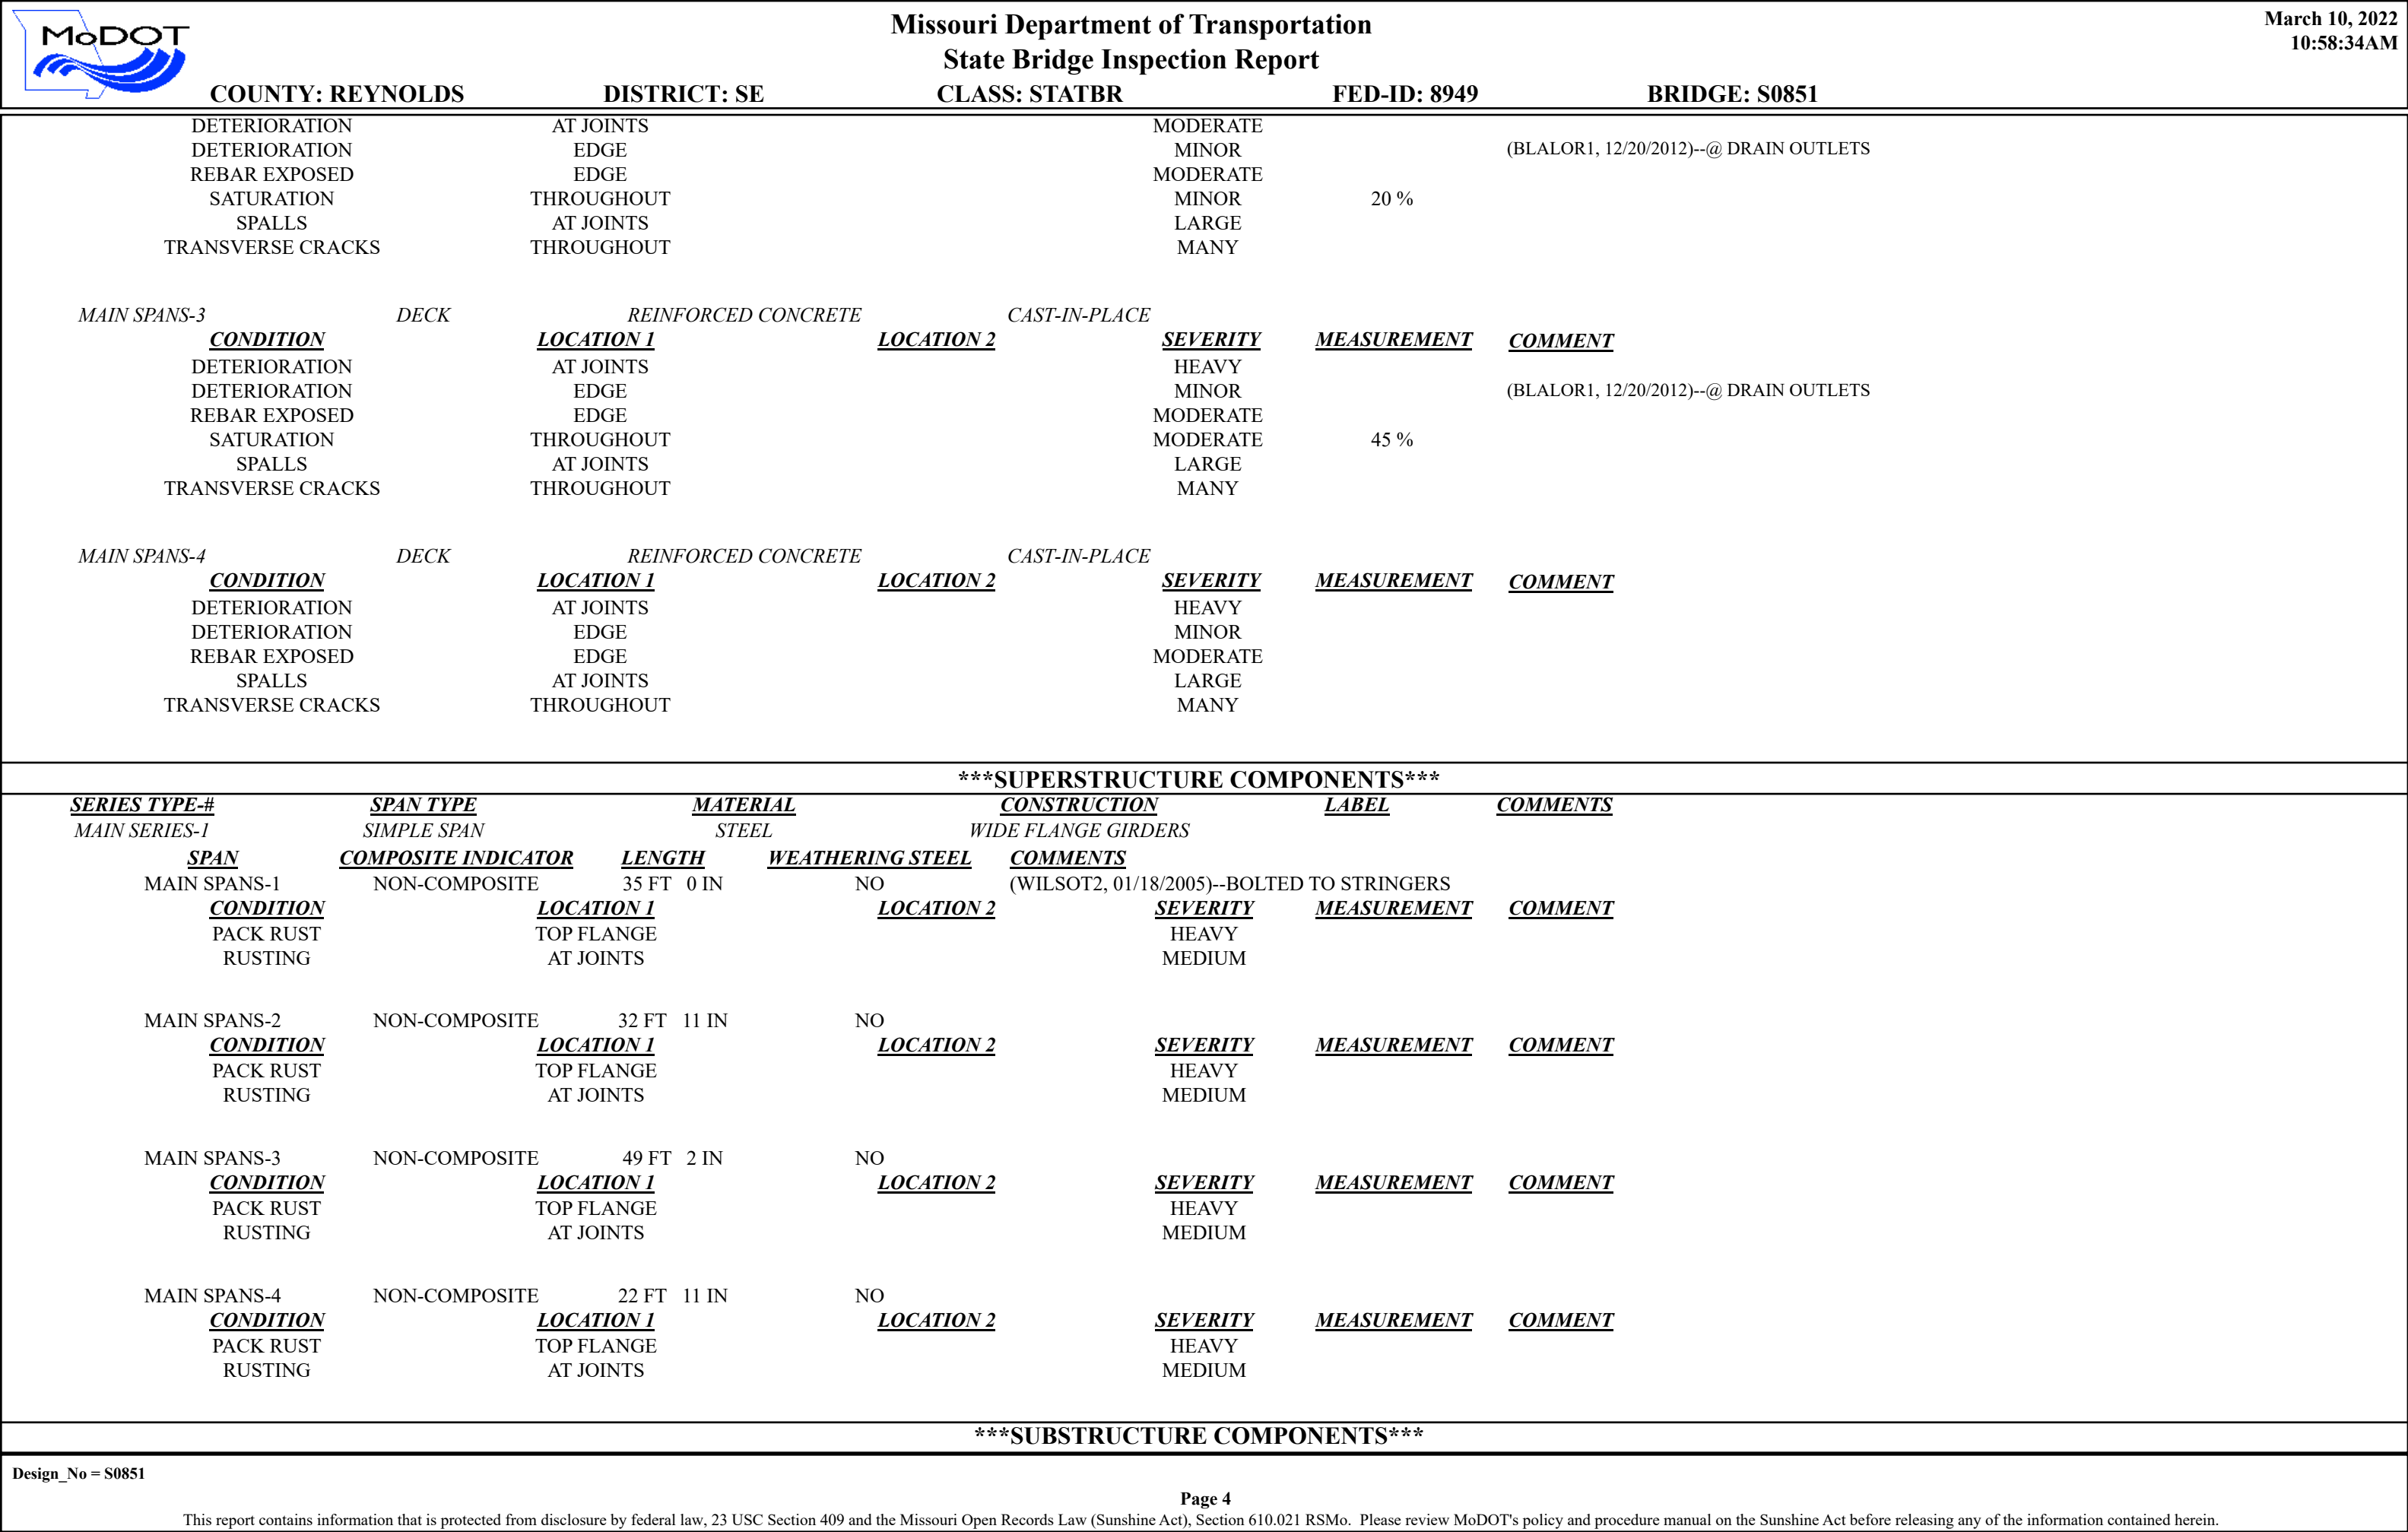 MoDOT
Missouri Department of Transportation
State Bridge Inspection Report
March 10, 2022
10:58:34AM
COUNTY: REYNOLDS DISTRICT: SE CLASS: STATBR FED-ID: 8949 BRIDGE: S0851
DETERIORATION AT JOINTS MODERATE
DETERIORATION EDGE MINOR (BLALOR1, 12/20/2012)--@ DRAIN OUTLETS
REBAR EXPOSED EDGE MODERATE
SATURATION THROUGHOUT MINOR 20 %
SPALLS AT JOINTS LARGE
TRANSVERSE CRACKS THROUGHOUT MANY
MAIN SPANS-3 DECK REINFORCED CONCRETE CAST-IN-PLACE
CONDITION LOCATION 1 LOCATION 2 SEVERITY MEASUREMENT COMMENT
DETERIORATION AT JOINTS HEAVY
DETERIORATION EDGE MINOR (BLALOR1, 12/20/2012)--@ DRAIN OUTLETS
REBAR EXPOSED EDGE MODERATE
SATURATION THROUGHOUT MODERATE 45 %
SPALLS AT JOINTS LARGE
TRANSVERSE CRACKS THROUGHOUT MANY
MAIN SPANS-4 DECK REINFORCED CONCRETE CAST-IN-PLACE
CONDITION LOCATION 1 LOCATION 2 SEVERITY MEASUREMENT COMMENT
DETERIORATION AT JOINTS HEAVY
DETERIORATION EDGE MINOR
REBAR EXPOSED EDGE MODERATE
SPALLS AT JOINTS LARGE
TRANSVERSE CRACKS THROUGHOUT MANY
***SUPERSTRUCTURE COMPONENTS***
SERIES TYPE-# SPAN TYPE MATERIAL CONSTRUCTION LABEL COMMENTS
MAIN SERIES-1 SIMPLE SPAN STEEL WIDE FLANGE GIRDERS
SPAN COMPOSITE INDICATOR LENGTH WEATHERING STEEL COMMENTS
MAIN SPANS-1 NON-COMPOSITE 35 FT 0 IN NO (WILSOT2, 01/18/2005)--BOLTED TO STRINGERS
CONDITION LOCATION 1 LOCATION 2 SEVERITY MEASUREMENT COMMENT
PACK RUST TOP FLANGE HEAVY
RUSTING AT JOINTS MEDIUM
MAIN SPANS-2 NON-COMPOSITE 32 FT 11 IN NO
CONDITION LOCATION 1 LOCATION 2 SEVERITY MEASUREMENT COMMENT
PACK RUST TOP FLANGE HEAVY
RUSTING AT JOINTS MEDIUM
MAIN SPANS-3 NON-COMPOSITE 49 FT 2 IN NO
CONDITION LOCATION 1 LOCATION 2 SEVERITY MEASUREMENT COMMENT
PACK RUST TOP FLANGE HEAVY
RUSTING AT JOINTS MEDIUM
MAIN SPANS-4 NON-COMPOSITE 22 FT 11 IN NO
CONDITION LOCATION 1 LOCATION 2 SEVERITY MEASUREMENT COMMENT
PACK RUST TOP FLANGE HEAVY
RUSTING AT JOINTS MEDIUM
***SUBSTRUCTURE COMPONENTS***
Design_No = S0851
Page 4
This report contains information that is protected from disclosure by federal law, 23 USC Section 409 and the Missouri Open Records Law (Sunshine Act), Section 610.021 RSMo. Please review MoDOT's policy and procedure manual on the Sunshine Act before releasing any of the information contained herein.